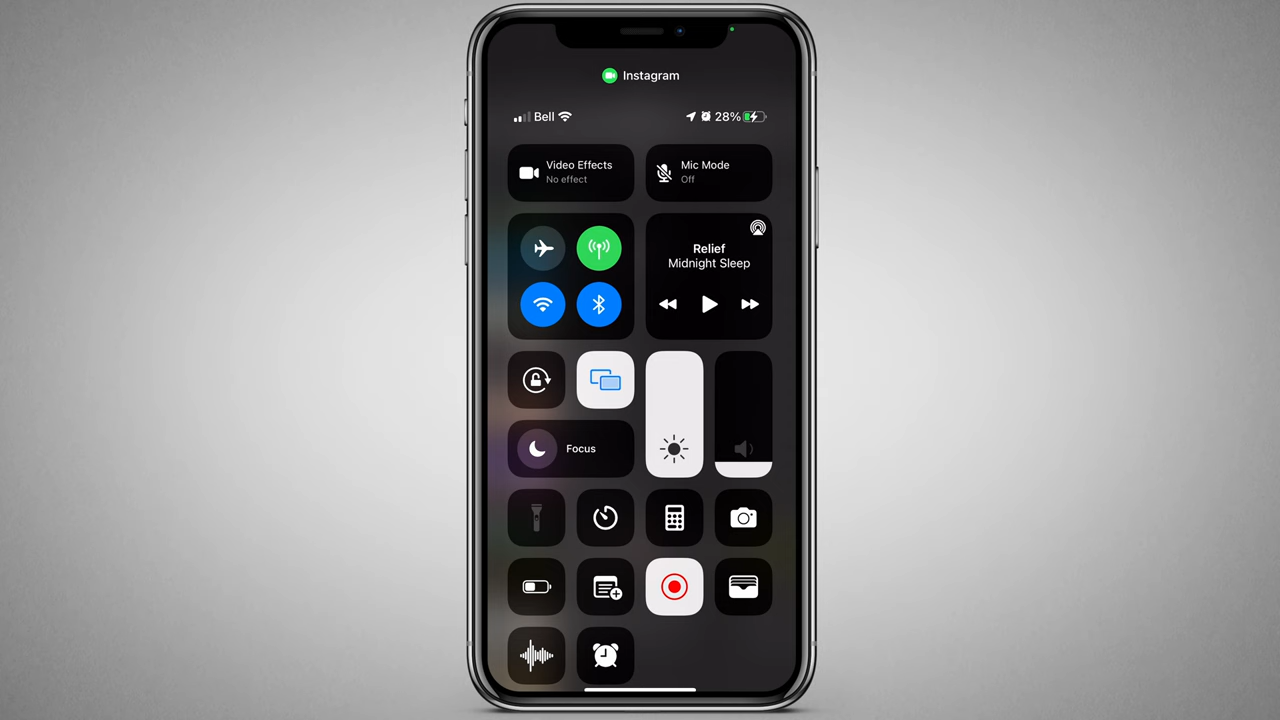 Instagram
Bell 28%
Video Effects
No effect
Mic Mode
Off
Relief
Midnight Sleep
Focus